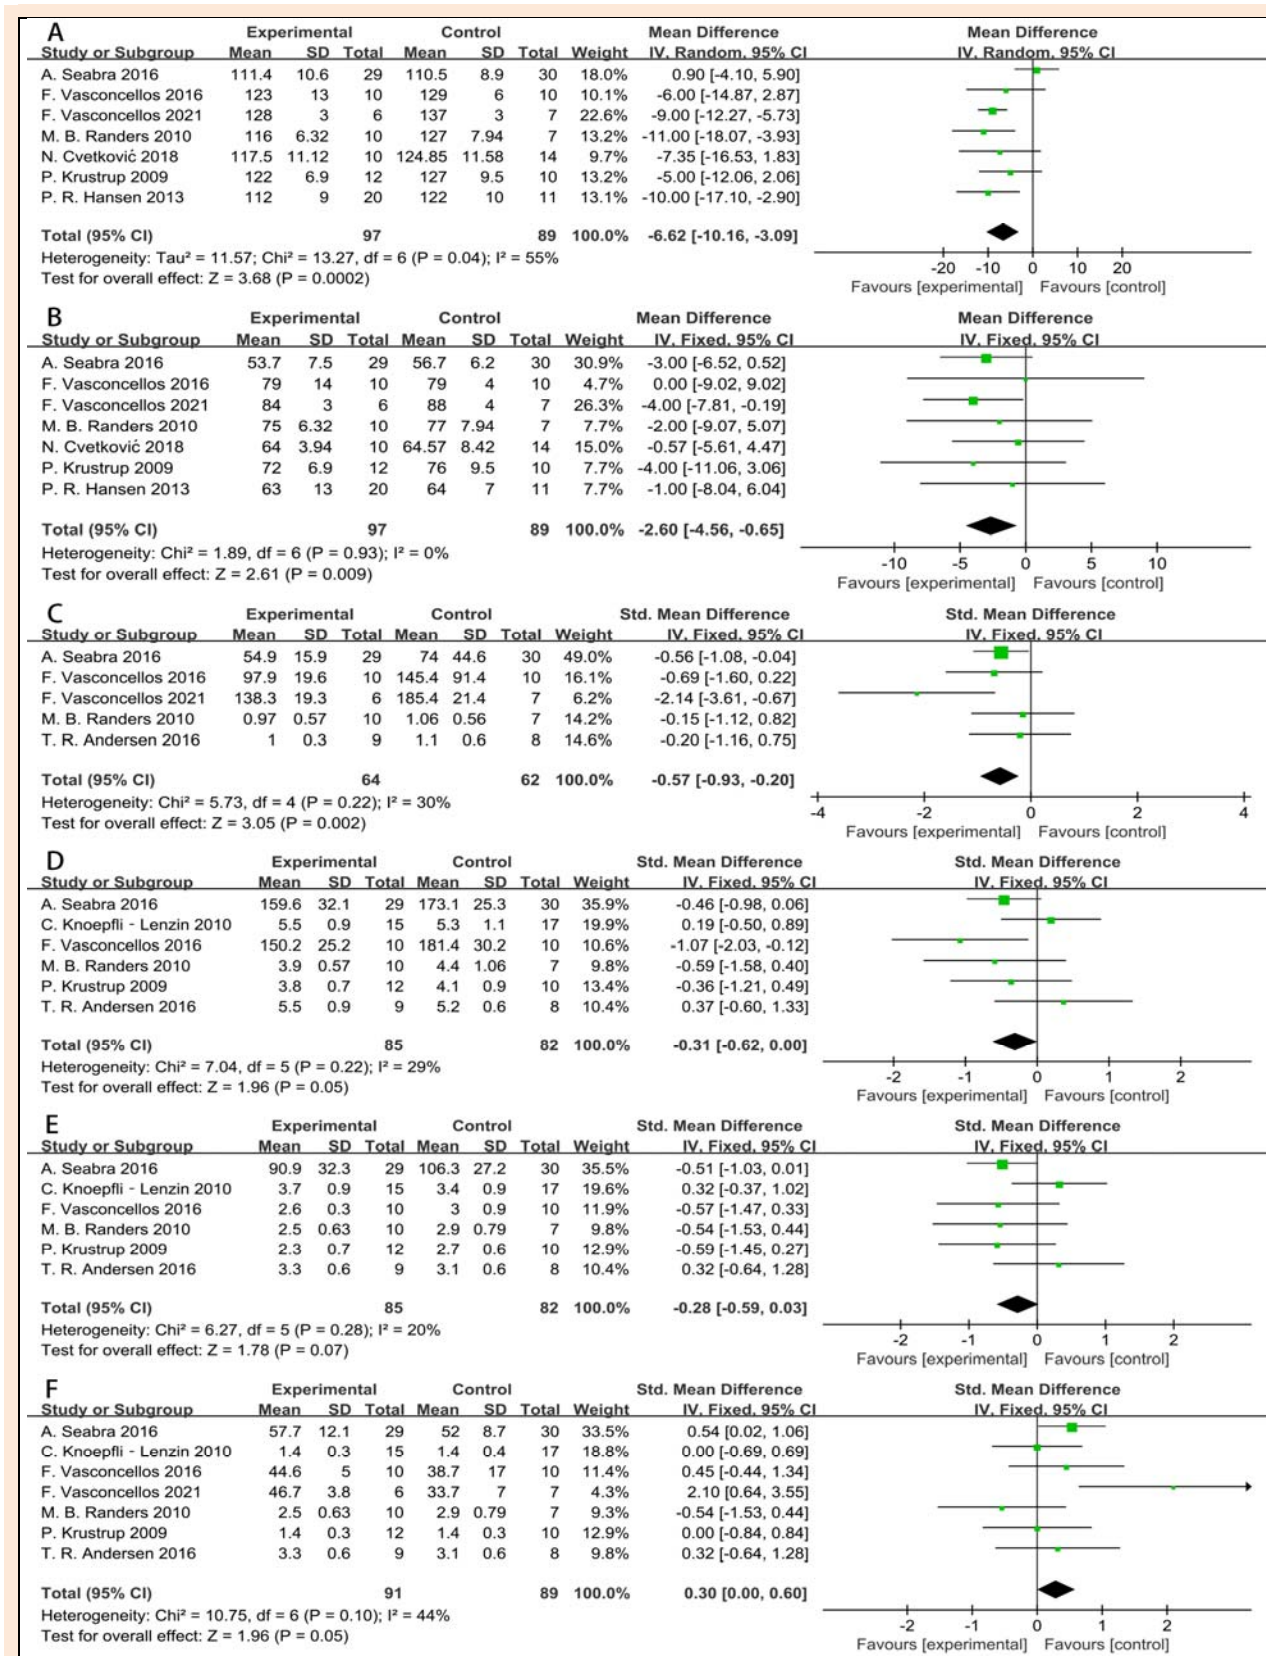 A
Experimental Control Mean Difference Mean Difference
Study or Subgroup Mean SD Total Mean SD Total Weight IV, Random, 95% CI IV, Random, 95% CI
A. Seabra 2016 111.4 10.6 29 110.5 8.9 30 18.0% 0.90 [-4.10, 5.90]
F. Vasconcellos 2016 123 13 10 129 6 10 10.1% -6.00 [-14.87, 2.87]
F. Vasconcellos 2021 128 3 6 137 3 7 22.6% -9.00 [-12.27, -5.73]
M. B. Randers 2010 116 6.32 10 127 7.94 7 13.2% -11.00 [-18.07, -3.93]
N. Cvetković 2018 117.5 11.12 10 124.85 11.58 14 9.7% -7.35 [-16.53, 1.83]
P. Krustrup 2009 122 6.9 12 127 9.5 10 13.2% -5.00 [-12.06, 2.06]
P. R. Hansen 2013 112 9 20 122 10 11 13.1% -10.00 [-17.10, -2.90]
Total (95% CI) 97 89 100.0% -6.62 [-10.16, -3.09]
Heterogeneity: Tau² = 11.57; Chi² = 13.27, df = 6 (P = 0.04); I² = 55%
Test for overall effect: Z = 3.68 (P = 0.0002)
-20 -10 0 10 20
Favours [experimental] Favours [control]
B
Experimental Control Mean Difference Mean Difference
Study or Subgroup Mean SD Total Mean SD Total Weight IV, Fixed, 95% CI IV, Fixed, 95% CI
A. Seabra 2016 53.7 7.5 29 56.7 6.2 30 30.9% -3.00 [-6.52, 0.52]
F. Vasconcellos 2016 79 14 10 79 4 10 4.7% 0.00 [-9.02, 9.02]
F. Vasconcellos 2021 84 3 6 88 4 7 26.3% -4.00 [-7.81, -0.19]
M. B. Randers 2010 75 6.32 10 77 7.94 7 7.7% -2.00 [-9.07, 5.07]
N. Cvetković 2018 64 3.94 10 64.57 8.42 14 15.0% -0.57 [-5.61, 4.47]
P. Krustrup 2009 72 6.9 12 76 9.5 10 7.7% -4.00 [-11.06, 3.06]
P. R. Hansen 2013 63 13 20 64 7 11 7.7% -1.00 [-8.04, 6.04]
Total (95% CI) 97 89 100.0% -2.60 [-4.56, -0.65]
Heterogeneity: Chi² = 1.89, df = 6 (P = 0.93); I² = 0%
Test for overall effect: Z = 2.61 (P = 0.009)
-10 -5 0 5 10
Favours [experimental] Favours [control]
C
Experimental Control Std. Mean Difference Std. Mean Difference
Study or Subgroup Mean SD Total Mean SD Total Weight IV, Fixed, 95% CI IV, Fixed, 95% CI
A. Seabra 2016 54.9 15.9 29 74 44.6 30 49.0% -0.56 [-1.08, -0.04]
F. Vasconcellos 2016 97.9 19.6 10 145.4 91.4 10 16.1% -0.69 [-1.60, 0.22]
F. Vasconcellos 2021 138.3 19.3 6 185.4 21.4 7 6.2% -2.14 [-3.61, -0.67]
M. B. Randers 2010 0.97 0.57 10 1.06 0.56 7 14.2% -0.15 [-1.12, 0.82]
T. R. Andersen 2016 1 0.3 9 1.1 0.6 8 14.6% -0.20 [-1.16, 0.75]
Total (95% CI) 64 62 100.0% -0.57 [-0.93, -0.20]
Heterogeneity: Chi² = 5.73, df = 4 (P = 0.22); I² = 30%
Test for overall effect: Z = 3.05 (P = 0.002)
-4 -2 0 2 4
Favours [experimental] Favours [control]
D
Experimental Control Std. Mean Difference Std. Mean Difference
Study or Subgroup Mean SD Total Mean SD Total Weight IV, Fixed, 95% CI IV, Fixed, 95% CI
A. Seabra 2016 159.6 32.1 29 173.1 25.3 30 35.9% -0.46 [-0.98, 0.06]
C. Knoepfli - Lenzin 2010 5.5 0.9 15 5.3 1.1 17 19.9% 0.19 [-0.50, 0.89]
F. Vasconcellos 2016 150.2 25.2 10 181.4 30.2 10 10.6% -1.07 [-2.03, -0.12]
M. B. Randers 2010 3.9 0.57 10 4.4 1.06 7 9.8% -0.59 [-1.58, 0.40]
P. Krustrup 2009 3.8 0.7 12 4.1 0.9 10 13.4% -0.36 [-1.21, 0.49]
T. R. Andersen 2016 5.5 0.9 9 5.2 0.6 8 10.4% 0.37 [-0.60, 1.33]
Total (95% CI) 85 82 100.0% -0.31 [-0.62, 0.00]
Heterogeneity: Chi² = 7.04, df = 5 (P = 0.22); I² = 29%
Test for overall effect: Z = 1.96 (P = 0.05)
-2 -1 0 1 2
Favours [experimental] Favours [control]
E
Experimental Control Std. Mean Difference Std. Mean Difference
Study or Subgroup Mean SD Total Mean SD Total Weight IV, Fixed, 95% CI IV, Fixed, 95% CI
A. Seabra 2016 90.9 32.3 29 106.3 27.2 30 35.5% -0.51 [-1.03, 0.01]
C. Knoepfli - Lenzin 2010 3.7 0.9 15 3.4 0.9 17 19.6% 0.32 [-0.37, 1.02]
F. Vasconcellos 2016 2.6 0.3 10 3 0.9 10 11.9% -0.57 [-1.47, 0.33]
M. B. Randers 2010 2.5 0.63 10 2.9 0.79 7 9.8% -0.54 [-1.53, 0.44]
P. Krustrup 2009 2.3 0.7 12 2.7 0.6 10 12.9% -0.59 [-1.45, 0.27]
T. R. Andersen 2016 3.3 0.6 9 3.1 0.6 8 10.4% 0.32 [-0.64, 1.28]
Total (95% CI) 85 82 100.0% -0.28 [-0.59, 0.03]
Heterogeneity: Chi² = 6.27, df = 5 (P = 0.28); I² = 20%
Test for overall effect: Z = 1.78 (P = 0.07)
-2 -1 0 1 2
Favours [experimental] Favours [control]
F
Experimental Control Std. Mean Difference Std. Mean Difference
Study or Subgroup Mean SD Total Mean SD Total Weight IV, Fixed, 95% CI IV, Fixed, 95% CI
A. Seabra 2016 57.7 12.1 29 52 8.7 30 33.5% 0.54 [0.02, 1.06]
C. Knoepfli - Lenzin 2010 1.4 0.3 15 1.4 0.4 17 18.8% 0.00 [-0.69, 0.69]
F. Vasconcellos 2016 44.6 5 10 38.7 17 10 11.4% 0.45 [-0.44, 1.34]
F. Vasconcellos 2021 46.7 3.8 6 33.7 7 7 4.3% 2.10 [0.64, 3.55]
M. B. Randers 2010 2.5 0.63 10 2.9 0.79 7 9.3% -0.54 [-1.53, 0.44]
P. Krustrup 2009 1.4 0.3 12 1.4 0.3 10 12.9% 0.00 [-0.84, 0.84]
T. R. Andersen 2016 3.3 0.6 9 3.1 0.6 8 9.8% 0.32 [-0.64, 1.28]
Total (95% CI) 91 89 100.0% 0.30 [0.00, 0.60]
Heterogeneity: Chi² = 10.75, df = 6 (P = 0.10); I² = 44%
Test for overall effect: Z = 1.96 (P = 0.05)
-2 -1 0 1 2
Favours [experimental] Favours [control]